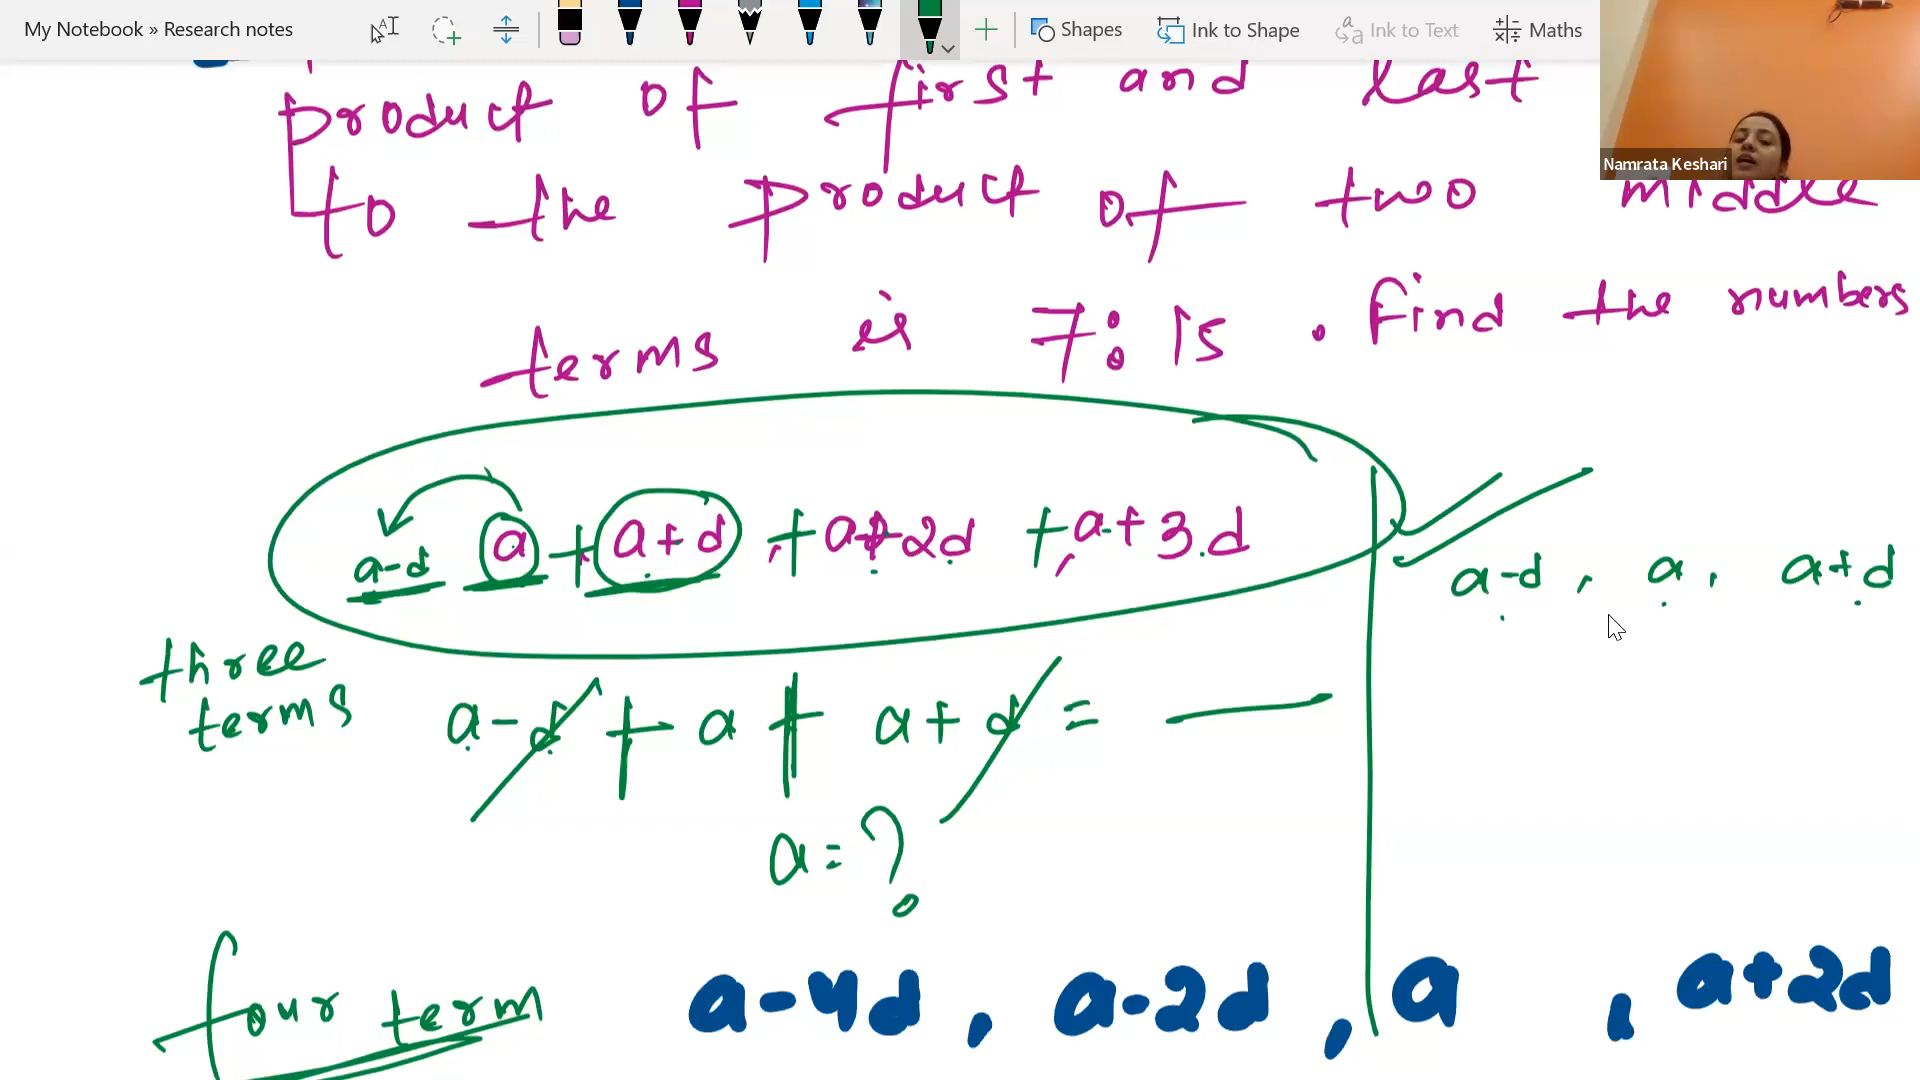 My Notebook » Research notes
Shapes Ink to Shape Ink to Text Maths
Namrata Keshari
product of first and last
to the product of two middle
terms is 7:15 . find the numbers
a-d a + a+d , + a+2d + , a+3d
a-d , a , a+d
three terms
a-d + a + a+d =
a = ?
four term a-4d , a-2d , a , a+2d